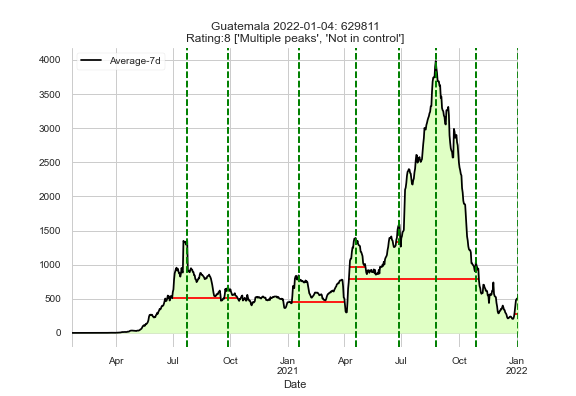 Guatemala 2022-01-04: 629811
Rating:8 ['Multiple peaks', 'Not in control']
Average-7d
4000
3500
3000
2500
2000
1500
1000
500
0
Apr Jul Oct Jan Apr Jul Oct Jan
2021 2022
Date